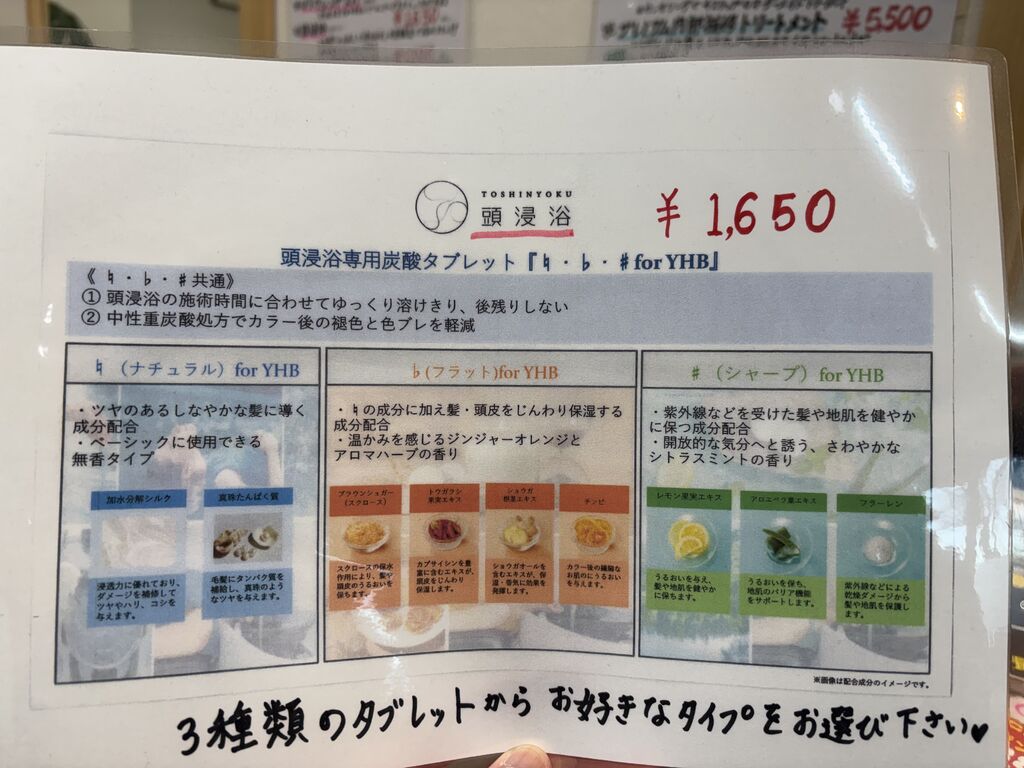 プレミアム
トリートメント ¥5,500
TOSHINYOKU
頭浸浴
¥1,650
頭浸浴専用炭酸タブレット『♮・♭・♯for YHB』
《 ♮・♭・♯共通》
① 頭浸浴の施術時間に合わせてゆっくり溶けきり、後残りしない
② 中性重炭酸処方でカラー後の褪色と色ブレを軽減
♮ （ナチュラル）for YHB
・ツヤのあるしなやかな髪に導く
成分配合
・ベーシックに使用できる
無香タイプ
加水分解シルク
浸透力に優れており、
ダメージを補修して
ツヤやハリ、コシを
与えます。
真珠たんぱく質
毛髪にタンパク質を
補給し、真珠のよう
なツヤを与えます。
♭(フラット)for YHB
・♮の成分に加え髪・頭皮をじんわり保湿する
成分配合
・温かみを感じるジンジャーオレンジと
アロマハーブの香り
ブラウンシュガー
（スクロース）
スクロースの保水
作用により、髪や
頭皮のうるおいを
保ちます。
トウガラシ
果実エキス
カプサイシンを豊
富に含むエキスが、
肌皮をじんわり
保湿します。
ショウガ
根茎エキス
ショウガオールを
含むエキスが、保
湿・香気に効果を
発揮します。
チンピ
カラー後の繊細な
お肌のにうるおい
を与えます。
♯ （シャープ）for YHB
・紫外線などを受けた髪や地肌を健やか
に保つ成分配合
・開放的な気分へと誘う、さわやかな
シトラスミントの香り
レモン果実エキス
うるおいを与え、
髪や地肌を健やか
に保ちます。
アロエベラ葉エキス
うるおいを保ち、
地肌のバリア機能
をサポートします。
フラーレン
紫外線などによる
乾燥ダメージから
髪や地肌を保護し
ます。
※画像は配合成分のイメージです。
3種類のタブレットから お好きなタイプをお選び下さい♥